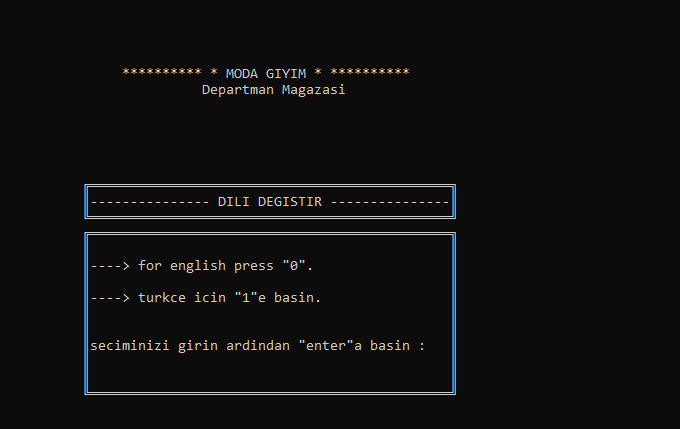 ********** * MODA GIYIM * **********
Departman Magazasi
--------------- DILI DEGISTIR ---------------
----> for english press "0".
----> turkce icin "1"e basin.
seciminizi girin ardindan "enter"a basin :